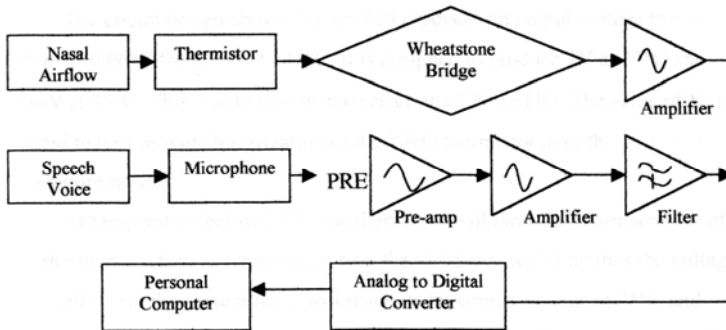 Nasal
Airflow
Thermistor
Wheatstone
Bridge
Amplifier
Speech
Voice
Microphone
PRE
Pre-amp
Amplifier
Filter
Personal
Computer
Analog to Digital
Converter